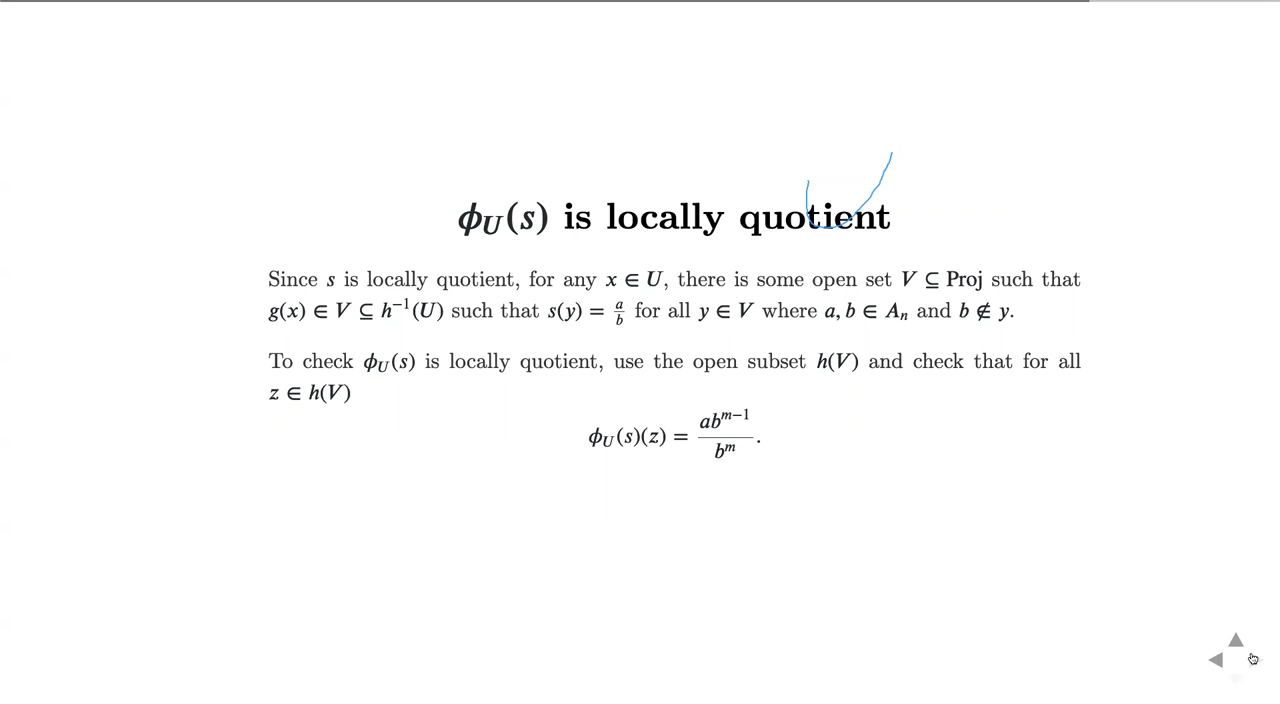 ϕ_U(s) is locally quotient
Since s is locally quotient, for any x ∈ U, there is some open set V ⊆ Proj such that
g(x) ∈ V ⊆ h⁻¹(U) such that s(y) = a/b for all y ∈ V where a, b ∈ Aₙ and b ∉ y.
To check ϕ_U(s) is locally quotient, use the open subset h(V) and check that for all
z ∈ h(V)
ϕ_U(s)(z) = ab^{m−1}/b^m.